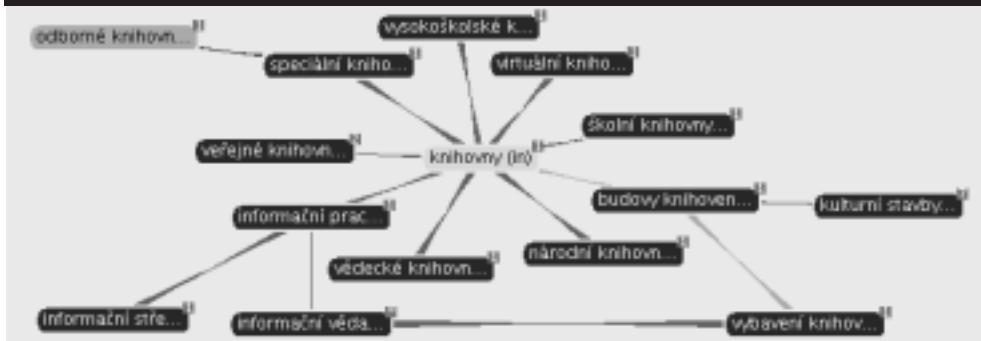 vysokoškolské k...
odborné knihovn...
speciální kniho...
virtuální kniho...
školní knihovny...
veřejné knihovn...
knihovny (in)
budovy knihoven...
kulturní stavby...
informační prac...
národní knihovn...
vědecké knihovn...
informační stře...
informační věda...
vybavení knihov...